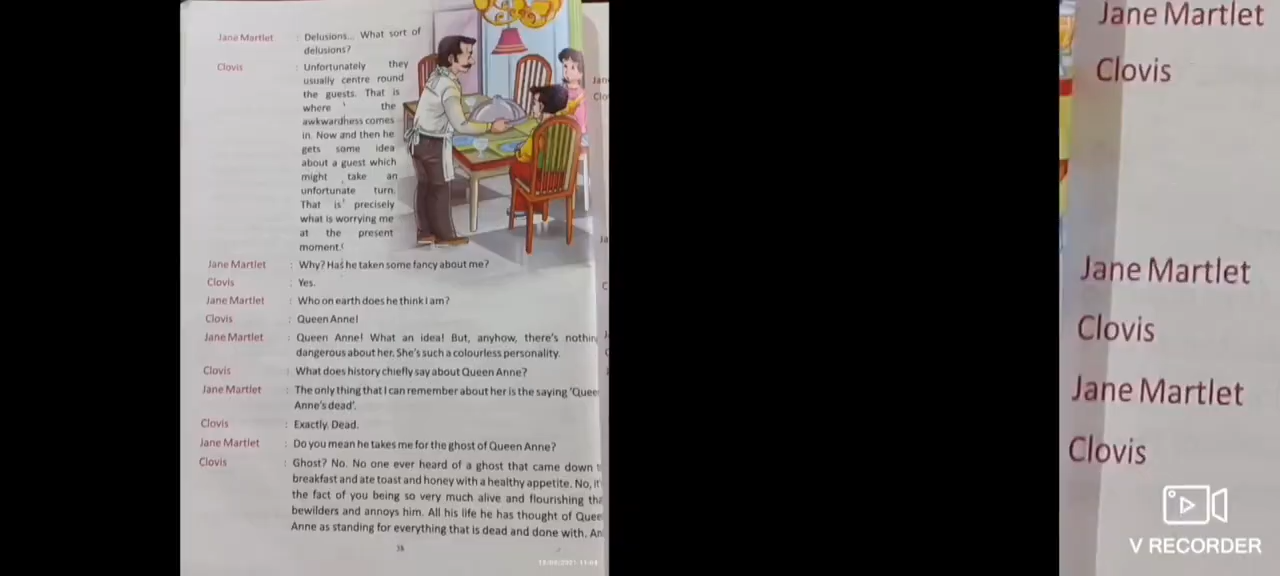 Jane Martlet : Delusions... What sort of
delusions?
Clovis : Unfortunately they
usually centre round
the guests. That is
where the
awkwardness comes
in. Now and then he
gets some idea
about a guest which
might take an
unfortunate turn.
That is precisely
what is worrying me
at the present
moment.
Jane Martlet : Why? Has he taken some fancy about me?
Clovis : Yes.
Jane Martlet : Who on earth does he think I am?
Clovis : Queen Anne!
Jane Martlet : Queen Anne! What an idea! But, anyhow, there's nothin
dangerous about her. She's such a colourless personality.
Clovis : What does history chiefly say about Queen Anne?
Jane Martlet : The only thing that I can remember about her is the saying 'Quee
Anne's dead'.
Clovis : Exactly. Dead.
Jane Martlet : Do you mean he takes me for the ghost of Queen Anne?
Clovis : Ghost? No. No one ever heard of a ghost that came down
breakfast and ate toast and honey with a healthy appetite. No, it
the fact of you being so very much alive and flourishing tha
bewilders and annoys him. All his life he has thought of Quee
Anne as standing for everything that is dead and done with. An
Jan
Clo
Ja
C
Jane Martlet
Clovis
Jane Martlet
Clovis
Jane Martlet
Clovis
V RECORDER